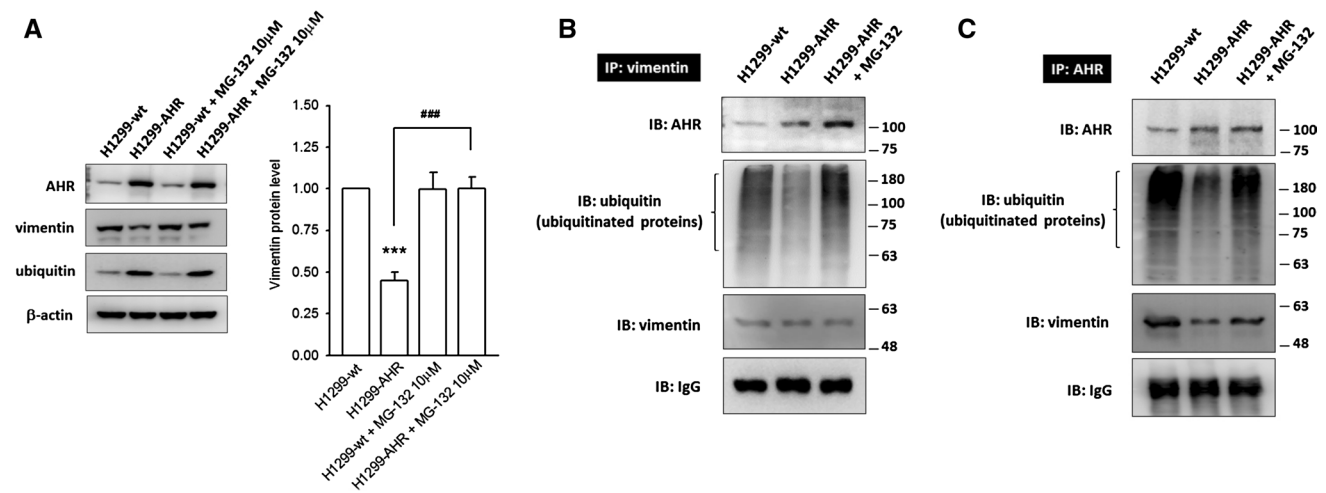 A
H1299-wt
H1299-AHR
H1299-wt + MG-132 10μM
H1299-AHR + MG-132 10μM
AHR
vimentin
ubiquitin
β-actin
Vimentin protein level
1.50
1.25
1.00
0.75
0.50
0.25
0.00
***
###
H1299-wt
H1299-AHR
H1299-wt + MG-132 10μM
H1299-AHR + MG-132 10μM
B
IP: vimentin
H1299-wt
H1299-AHR
H1299-AHR
+ MG-132
IB: AHR
100
75
IB: ubiquitin
(ubiquitinated proteins)
180
100
75
63
IB: vimentin
63
48
IB: IgG
C
IP: AHR
H1299-wt
H1299-AHR
H1299-AHR
+ MG-132
IB: AHR
100
75
IB: ubiquitin
(ubiquitinated proteins)
180
100
75
63
IB: vimentin
63
48
IB: IgG